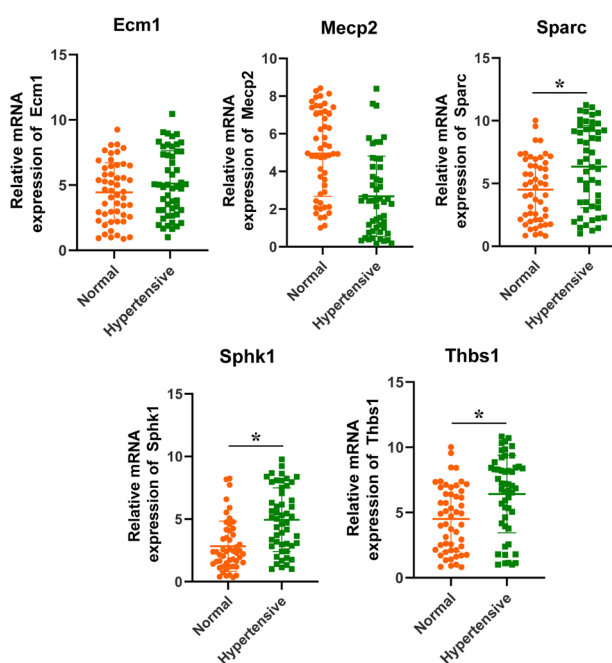 Ecm1
Relative mRNA
expression of Ecm1
15
10
5
0
Normal
Hypertensive
Mecp2
Relative mRNA
expression of Mecp2
10
8
6
4
2
0
Normal
Hypertensive
Sparc
Relative mRNA
expression of Sparc
15
10
5
0
*
Normal
Hypertensive
Sphk1
Relative mRNA
expression of Sphk1
15
10
5
0
*
Normal
Hypertensive
Thbs1
Relative mRNA
expression of Thbs1
15
10
5
0
*
Normal
Hypertensive